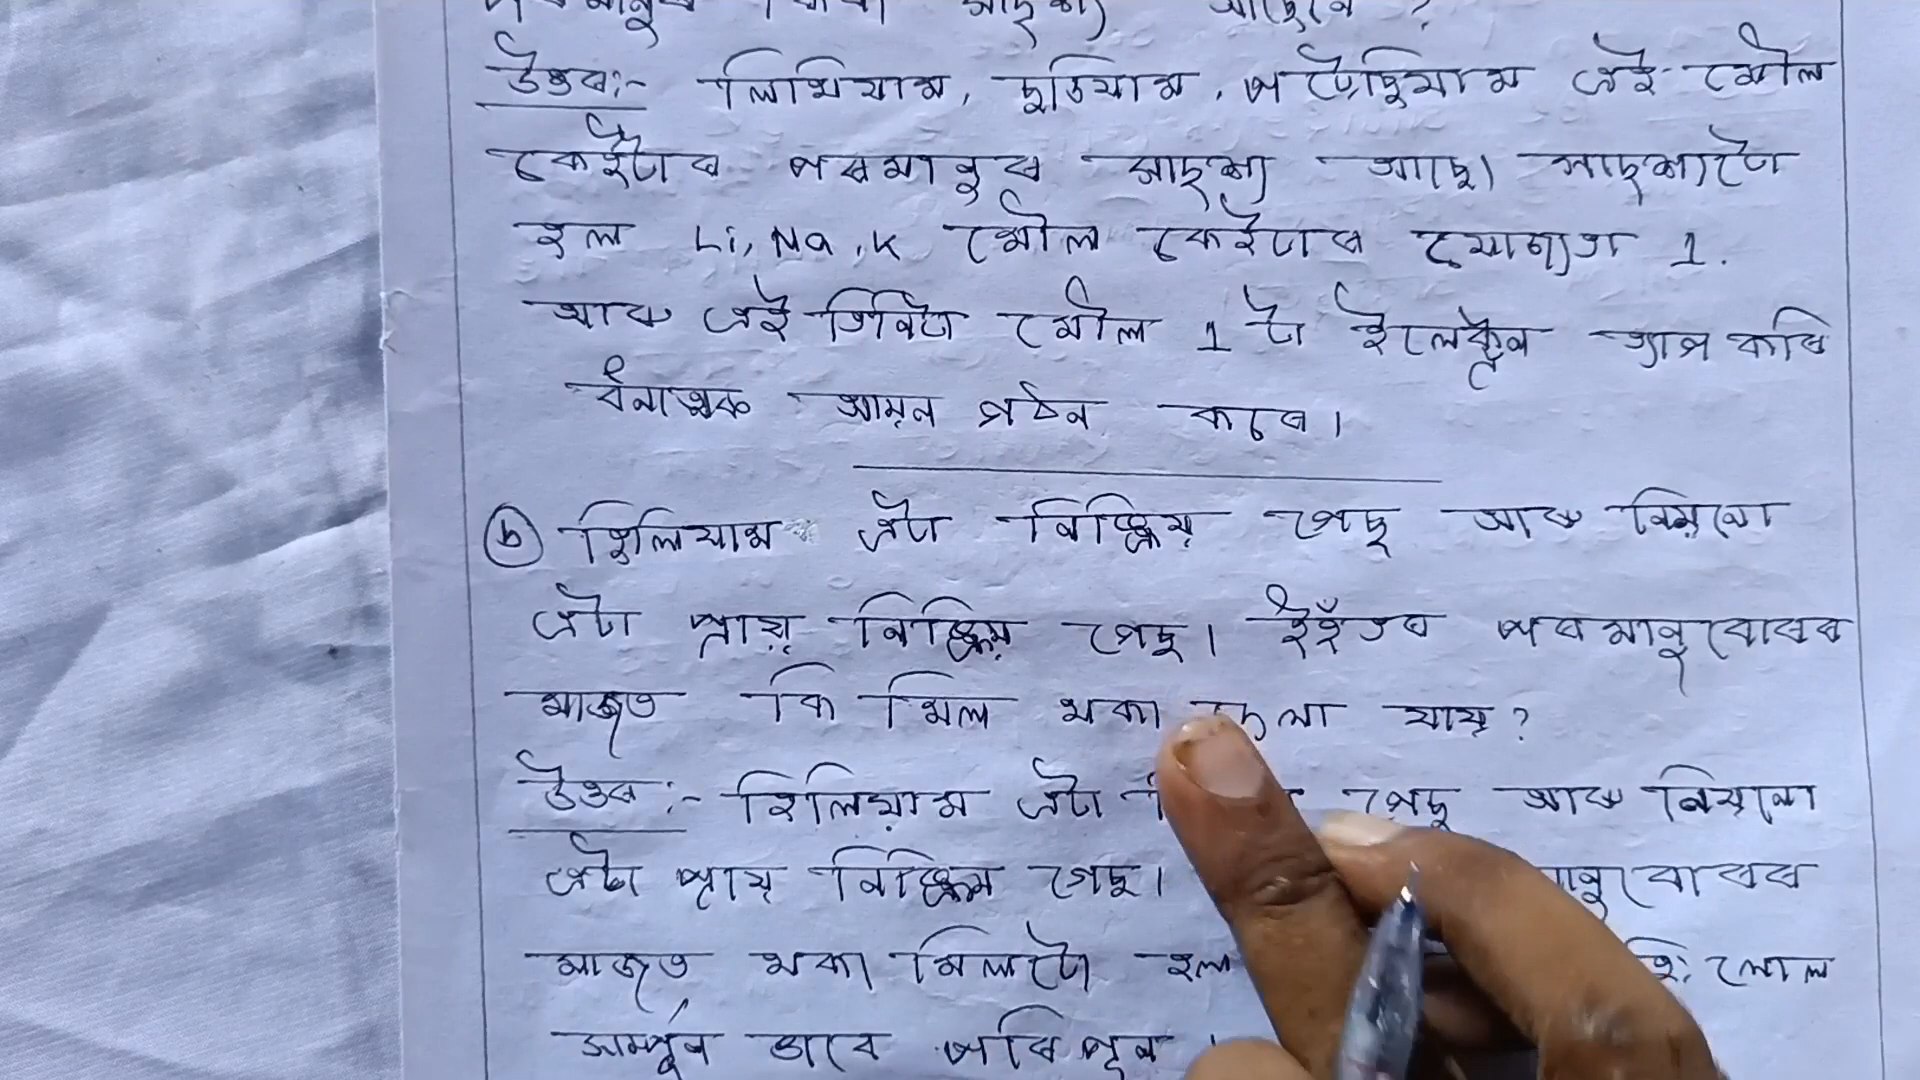 উত্তৰ:- লিথিয়াম, ছডিয়াম, পটেছিয়াম এই মৌল
কেইটাৰ পৰমানুৰ সাদৃশ্য আছে। সাদৃশ্যটো
হল Li, Na, K মৌল কেইটাৰ যোজ্যতা 1.
আৰু এই তিনিটা মৌল 1 টা ইলেক্ট্ৰন ত্যাগ কৰি
ধনাত্মক আয়ন গঠন কৰে।
b হিলিয়াম এটা নিষ্ক্ৰিয় গেছ আৰু নিয়নো
এটা প্ৰায় নিষ্ক্ৰিয় গেছ। ইহঁতৰ পৰমানুবোৰৰ
মাজত কি মিল থকা যায়?
উত্তৰ:- হিলিয়াম এটা গেছ আৰু নিয়নো
এটা প্ৰায় নিষ্ক্ৰিয় গেছ।
মাজত থকা মিলটো হল
সম্পূৰ্ন ভাবে পৰিপূৰ্ন।